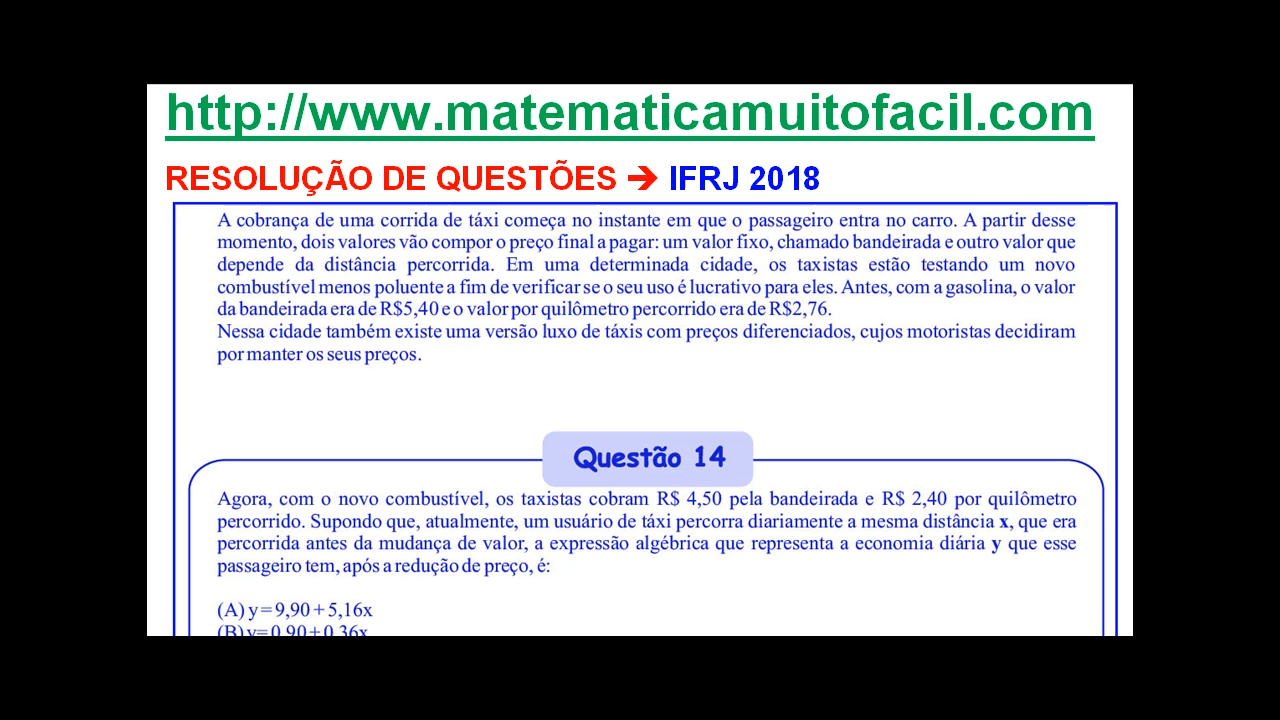 http://www.matematicamuitofacil.com
RESOLUÇÃO DE QUESTÕES ➔ IFRJ 2018
A cobrança de uma corrida de táxi começa no instante em que o passageiro entra no carro. A partir desse
momento, dois valores vão compor o preço final a pagar: um valor fixo, chamado bandeirada e outro valor que
depende da distância percorrida. Em uma determinada cidade, os taxistas estão testando um novo
combustível menos poluente a fim de verificar se o seu uso é lucrativo para eles. Antes, com a gasolina, o valor
da bandeirada era de R$5,40 e o valor por quilômetro percorrido era de R$2,76.
Nessa cidade também existe uma versão luxo de táxis com preços diferenciados, cujos motoristas decidiram
por manter os seus preços.
Questão 14
Agora, com o novo combustível, os taxistas cobram R$ 4,50 pela bandeirada e R$ 2,40 por quilômetro
percorrido. Supondo que, atualmente, um usuário de táxi percorra diariamente a mesma distância x, que era
percorrida antes da mudança de valor, a expressão algébrica que representa a economia diária y que esse
passageiro tem, após a redução de preço, é:
(A) y = 9,90 + 5,16x
(B) y= 0,90 + 0,36x